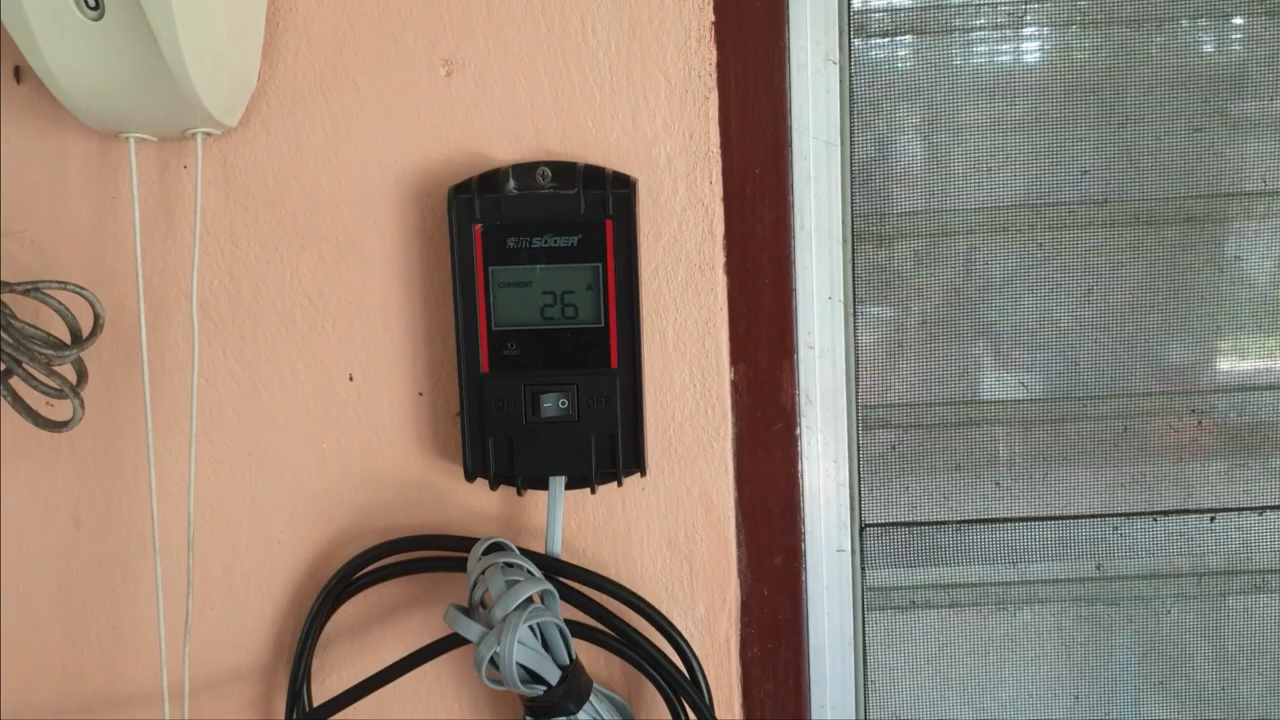 索尔 SUOER®
CURRENT A
2.6
RESET
ON I O OFF